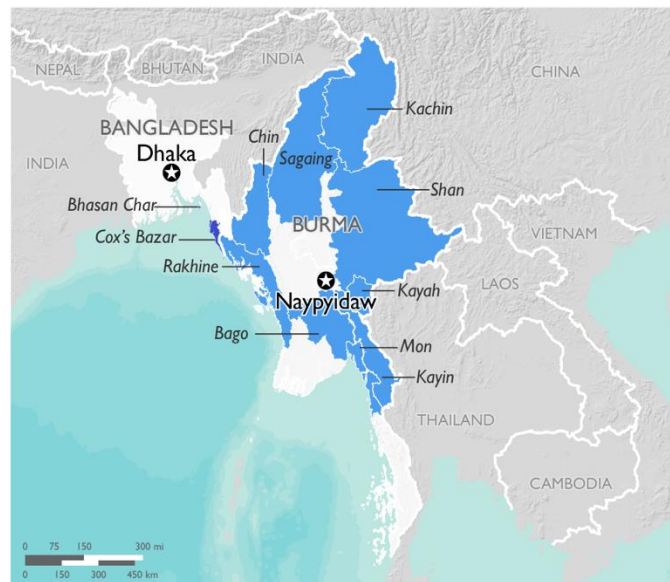 NEPAL
BHUTAN
INDIA
CHINA
BANGLADESH
Dhaka
INDIA
Chin
Kachin
Sagaing
Shan
Bhasan Char
Cox's Bazar
BURMA
VIETNAM
Rakhine
LAOS
Naypyidaw
Kayah
Bago
Mon
Kayin
THAILAND
CAMBODIA
0 75 150 300 mi
0 150 300 450 km